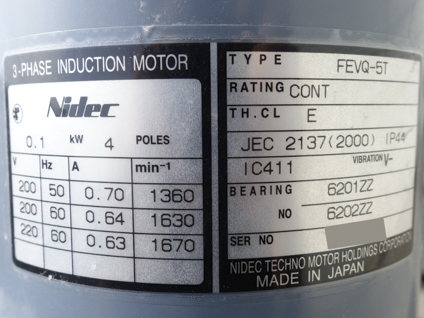 3-PHASE INDUCTION MOTOR
Nidec
0.1 kW 4 POLES
V Hz A min-1
200 50 0.70 1360
200 60 0.64 1630
220 60 0.63 1670
TYPE FEVQ-5T
RATING CONT
TH.CL E
JEC 2137(2000) IP44
IC411 VIBRATION V-
BEARING 6201ZZ
NO 6202ZZ
SER NO
NIDEC TECHNO MOTOR HOLDINGS CORPORATION
MADE IN JAPAN